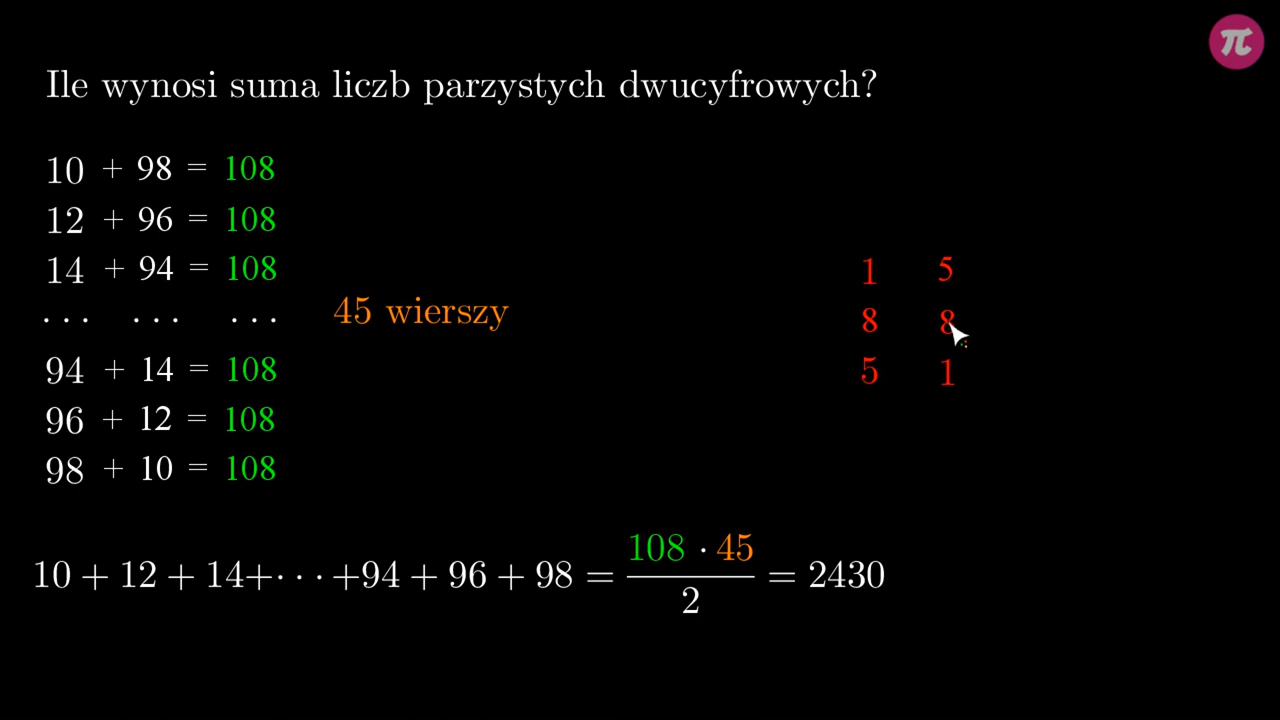 π
Ile wynosi suma liczb parzystych dwucyfrowych?
10 + 98 = 108
12 + 96 = 108
14 + 94 = 108
... ... ...
45 wierszy
94 + 14 = 108
96 + 12 = 108
98 + 10 = 108
1 5
8 8
5 1
10 + 12 + 14+···+94 + 96 + 98 = 108 · 45 / 2 = 2430